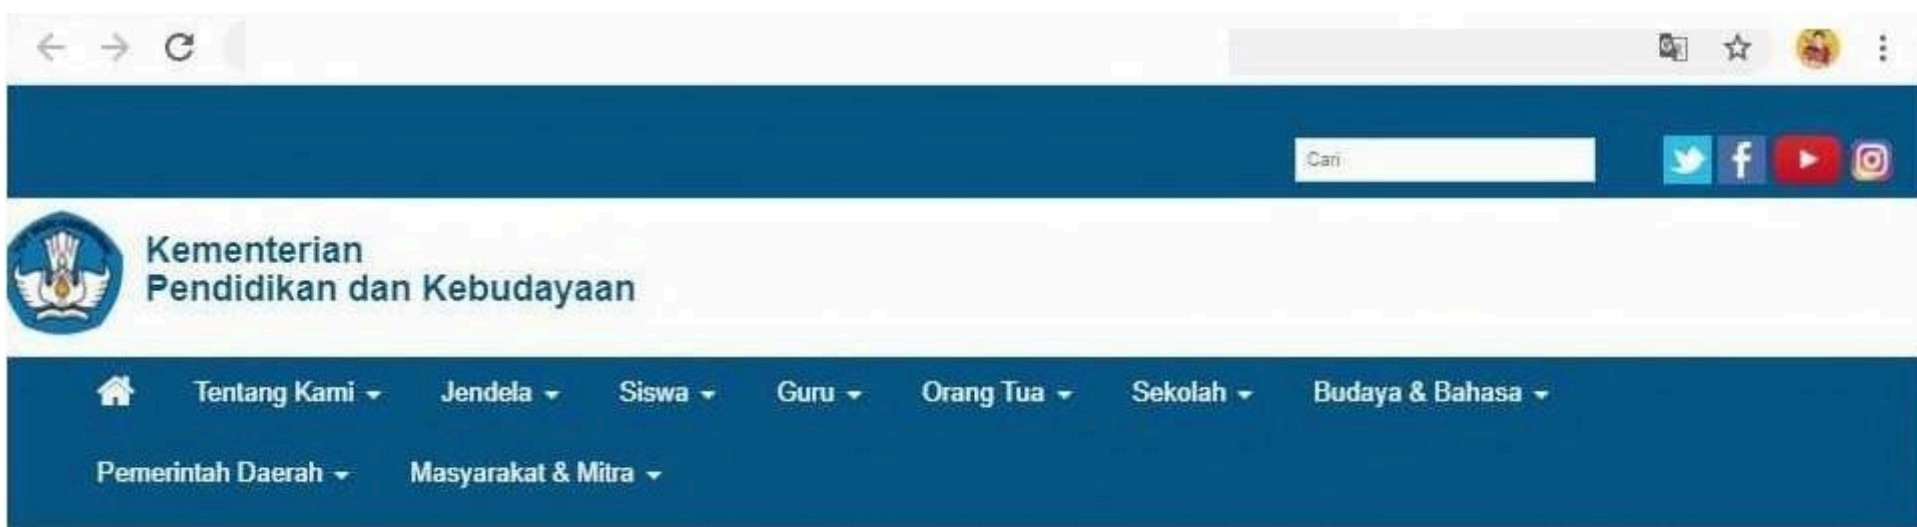 Cari
Kementerian
Pendidikan dan Kebudayaan
Tentang Kami Jendela Siswa Guru Orang Tua Sekolah Budaya & Bahasa
Pemerintah Daerah Masyarakat & Mitra